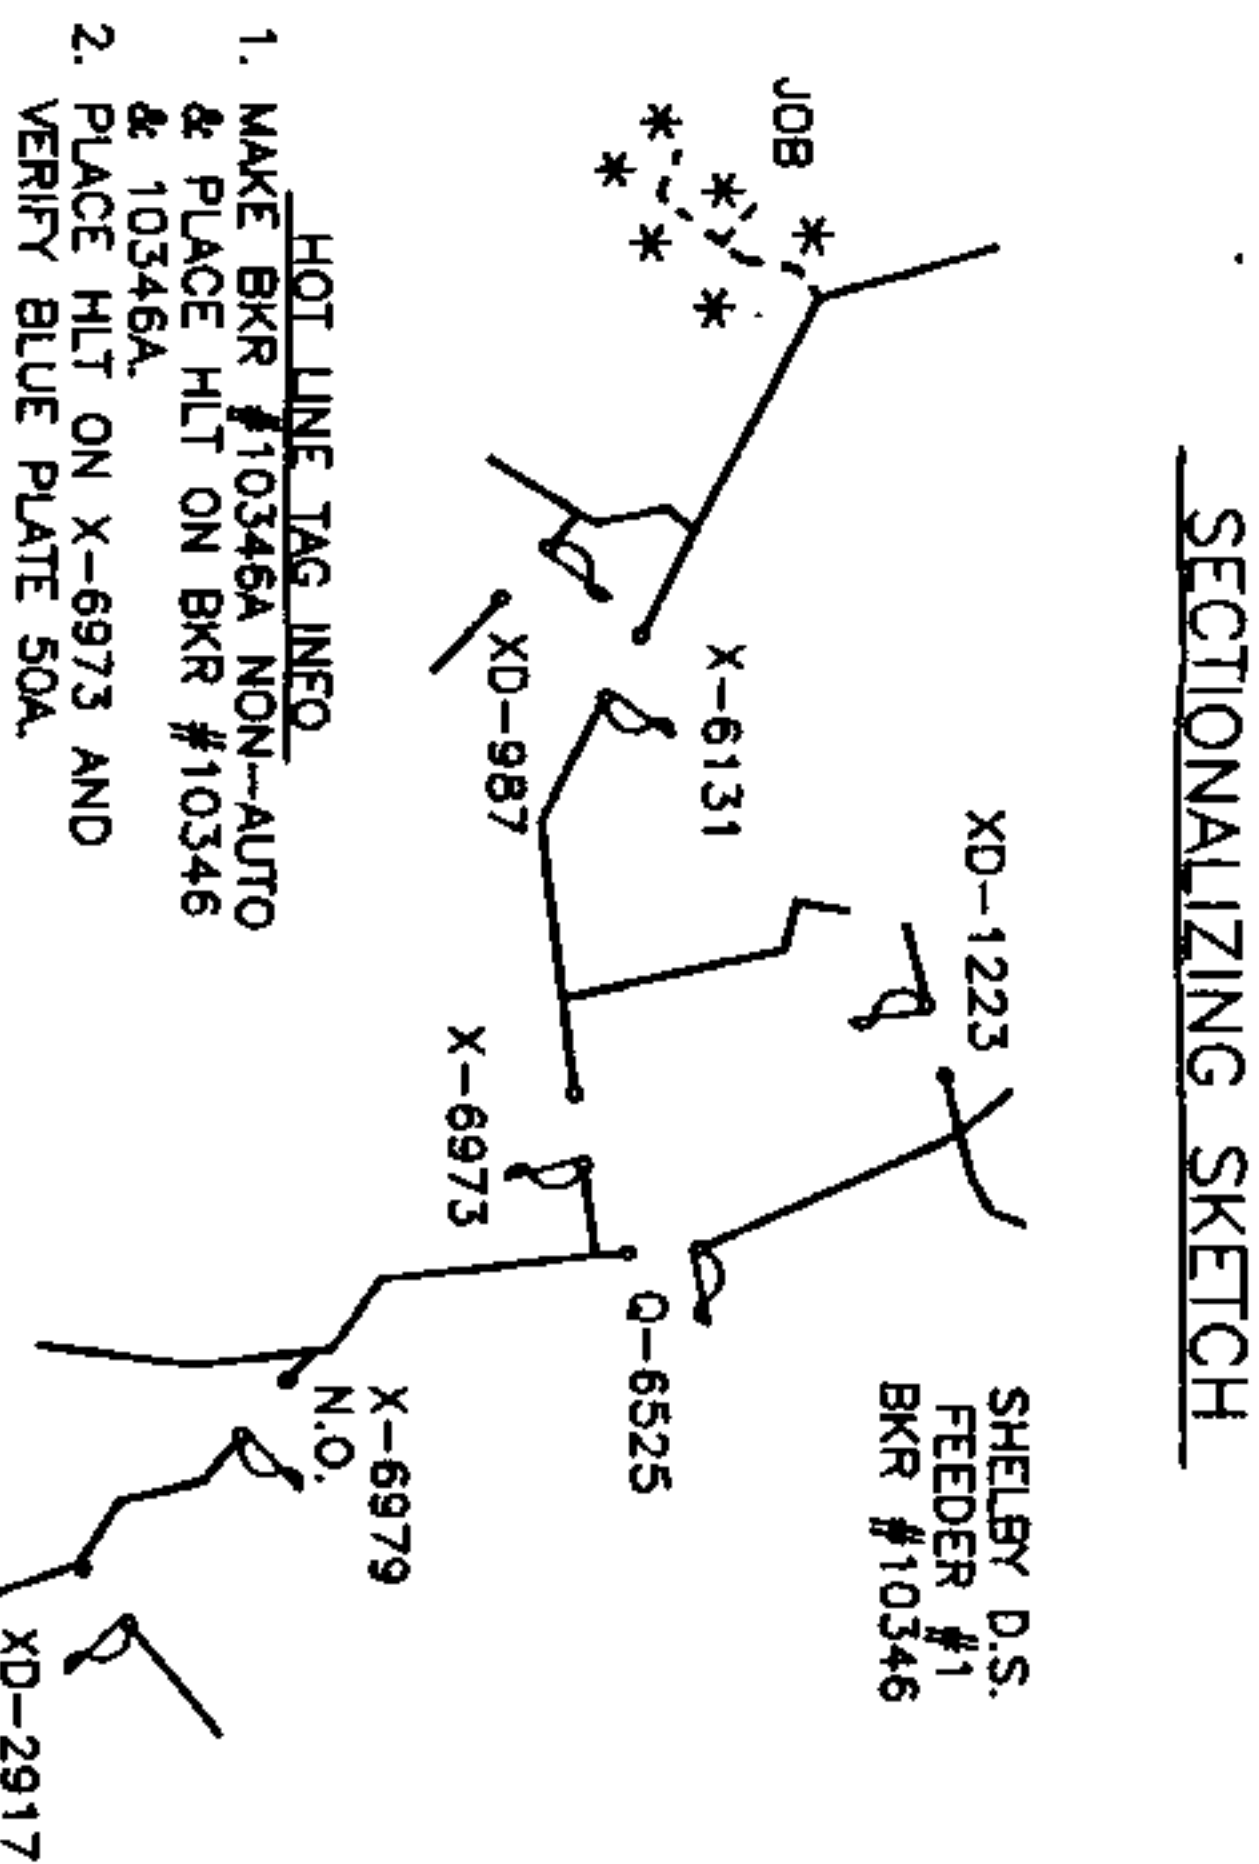 SECTIONALIZING SKETCH
SHELBY D.S.
FEEDER #1
BKR #10346
XD-1223
JOB
X-6131
Q-6525
XD-987
X-6973
X-6979
N.O.
XD-2917
HOT LINE TAG INFO
1. MAKE BKR #10346A NON-AUTO
& PLACE HLT ON BKR #10346
& 10346A.
2. PLACE HLT ON X-6973 AND
VERIFY BLUE PLATE 50A.